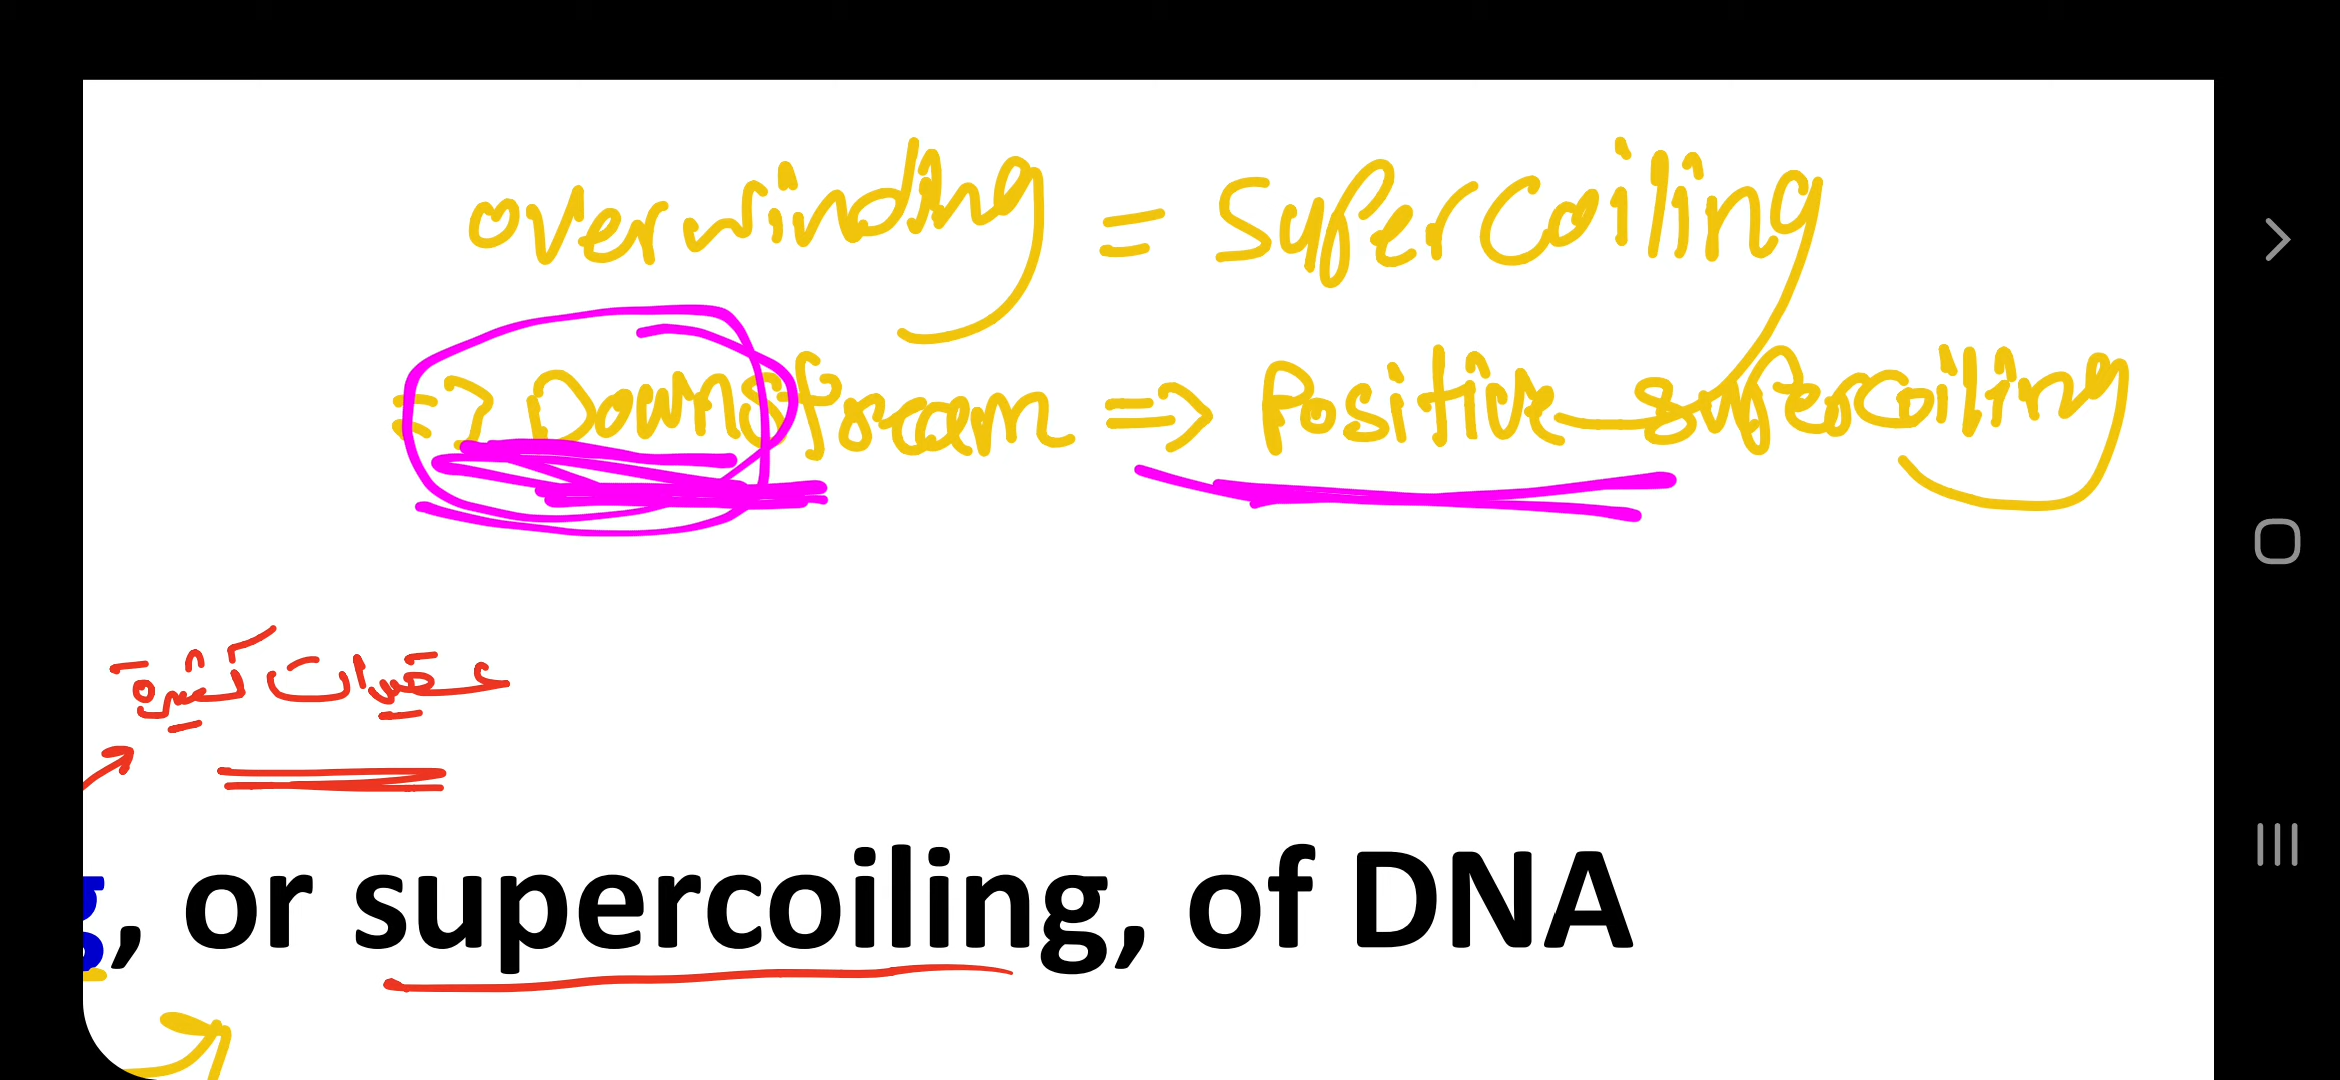 overwinding = Supercoiling
=> Downstream => Positive supercoiling
عقيدات كثيرة
g, or supercoiling, of DNA